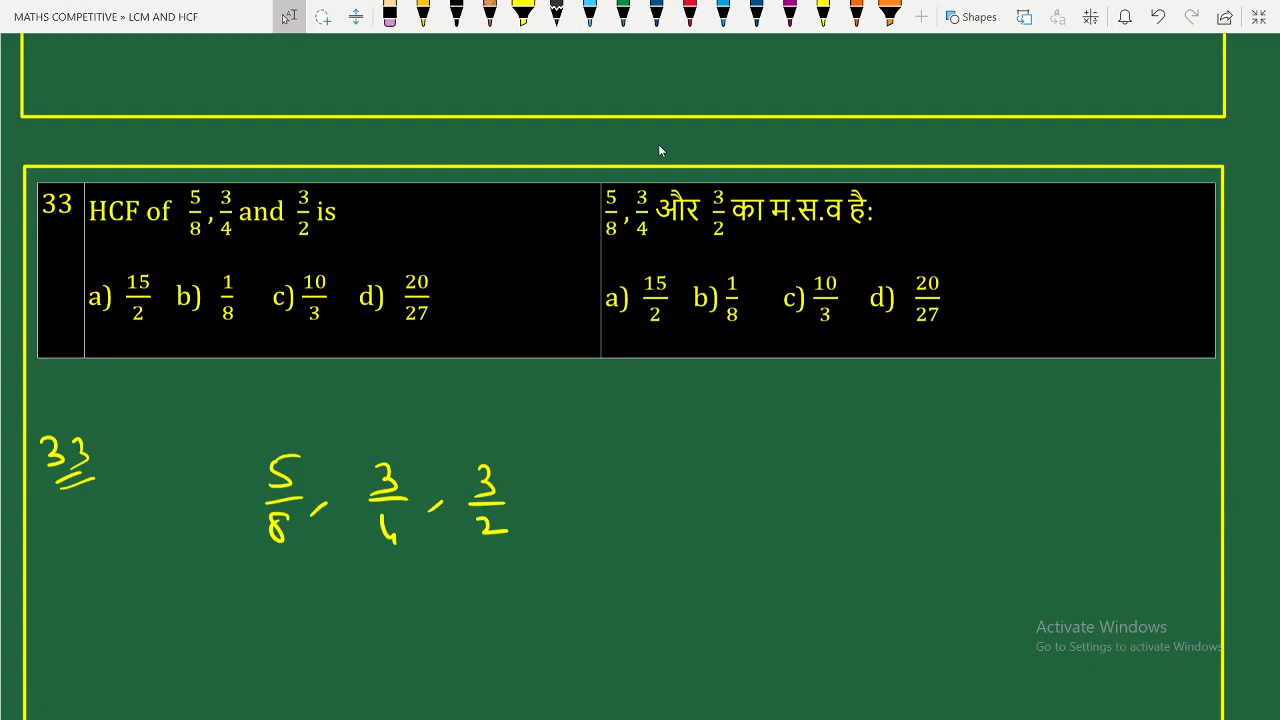 MATHS COMPETITIVE » LCM AND HCF
Shapes
33 HCF of 5/8, 3/4 and 3/2 is
a) 15/2 b) 1/8 c) 10/3 d) 20/27
5/8, 3/4 और 3/2 का म.स.व है:
a) 15/2 b) 1/8 c) 10/3 d) 20/27
33
5/8, 3/4, 3/2
Activate Windows
Go to Settings to activate Windows